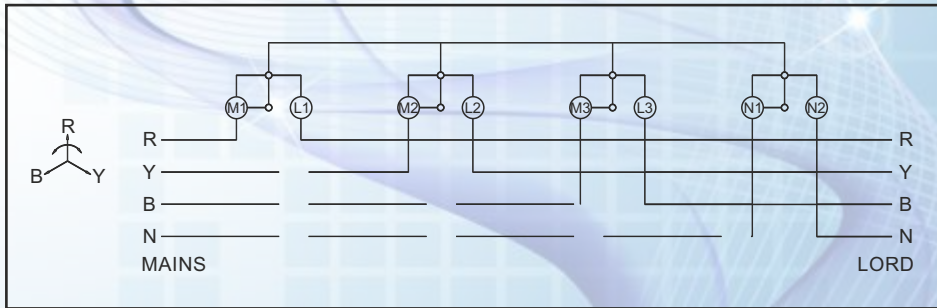 M1 L1 M2 L2 M3 L3 N1 N2
R R R
Y Y
B Y
B B
N N
MAINS LORD